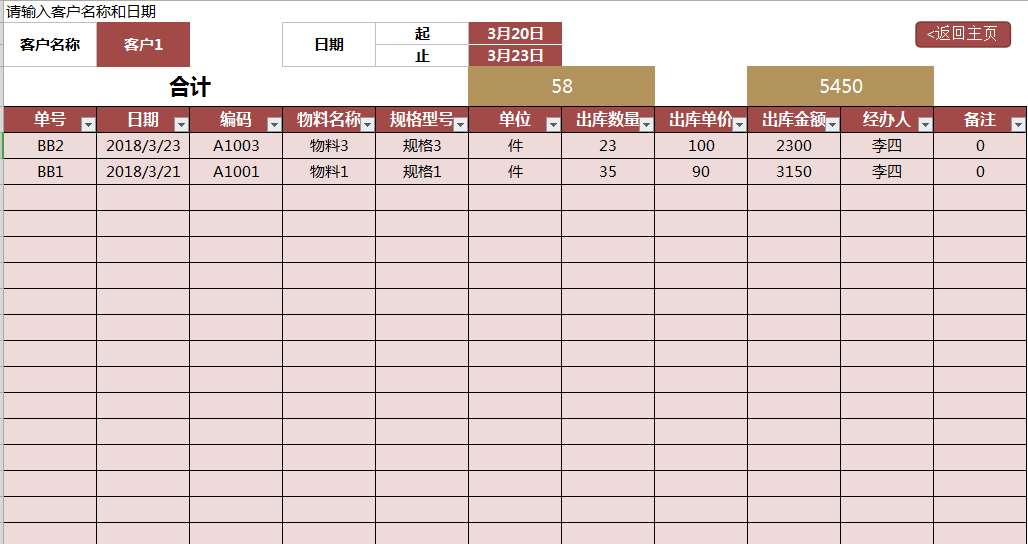 请输入客户名称和日期
客户名称 客户1 日期 起 3月20日 <返回主页
止 3月23日
合计 58 5450
单号 日期 编码 物料名称 规格型号 单位 出库数量 出库单价 出库金额 经办人 备注
BB2 2018/3/23 A1003 物料3 规格3 件 23 100 2300 李四 0
BB1 2018/3/21 A1001 物料1 规格1 件 35 90 3150 李四 0